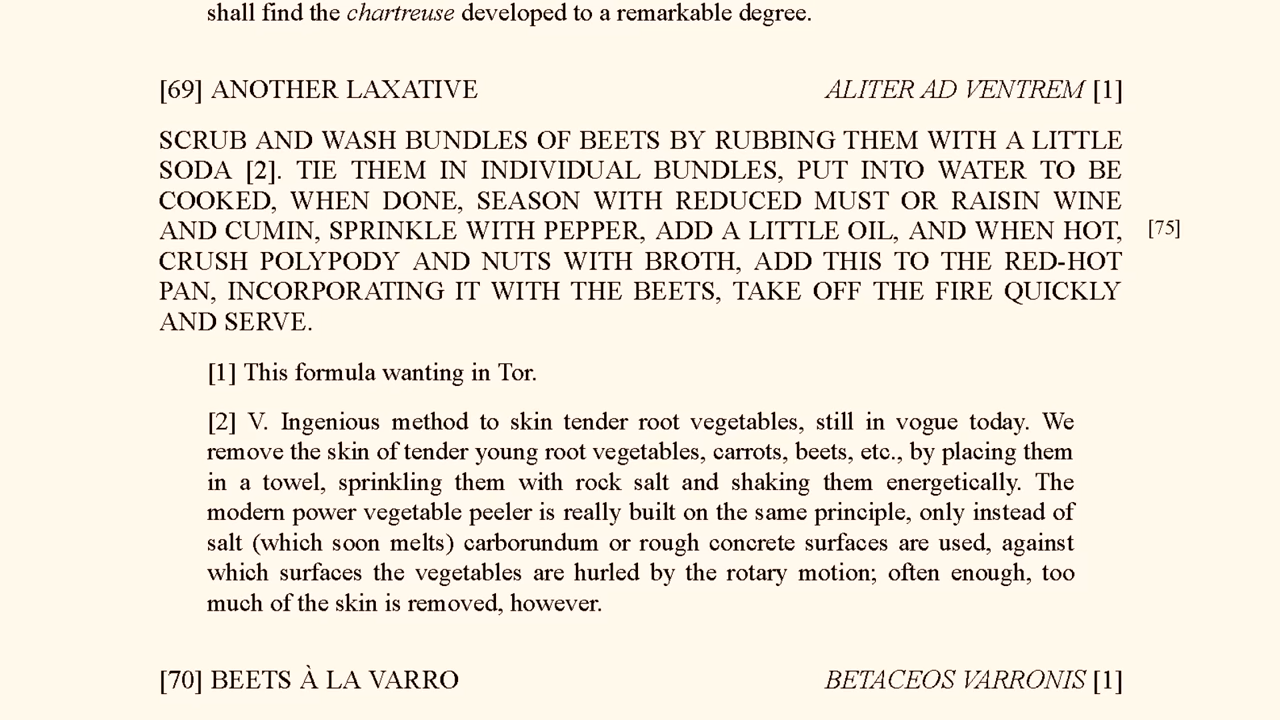 shall find the chartreuse developed to a remarkable degree.
[69] ANOTHER LAXATIVE ALITER AD VENTREM [1]
SCRUB AND WASH BUNDLES OF BEETS BY RUBBING THEM WITH A LITTLE
SODA [2]. TIE THEM IN INDIVIDUAL BUNDLES, PUT INTO WATER TO BE
COOKED, WHEN DONE, SEASON WITH REDUCED MUST OR RAISIN WINE
AND CUMIN, SPRINKLE WITH PEPPER, ADD A LITTLE OIL, AND WHEN HOT, [75]
CRUSH POLYPODY AND NUTS WITH BROTH, ADD THIS TO THE RED-HOT
PAN, INCORPORATING IT WITH THE BEETS, TAKE OFF THE FIRE QUICKLY
AND SERVE.
[1] This formula wanting in Tor.
[2] V. Ingenious method to skin tender root vegetables, still in vogue today. We
remove the skin of tender young root vegetables, carrots, beets, etc., by placing them
in a towel, sprinkling them with rock salt and shaking them energetically. The
modern power vegetable peeler is really built on the same principle, only instead of
salt (which soon melts) carborundum or rough concrete surfaces are used, against
which surfaces the vegetables are hurled by the rotary motion; often enough, too
much of the skin is removed, however.
[70] BEETS À LA VARRO BETACEOS VARRONIS [1]